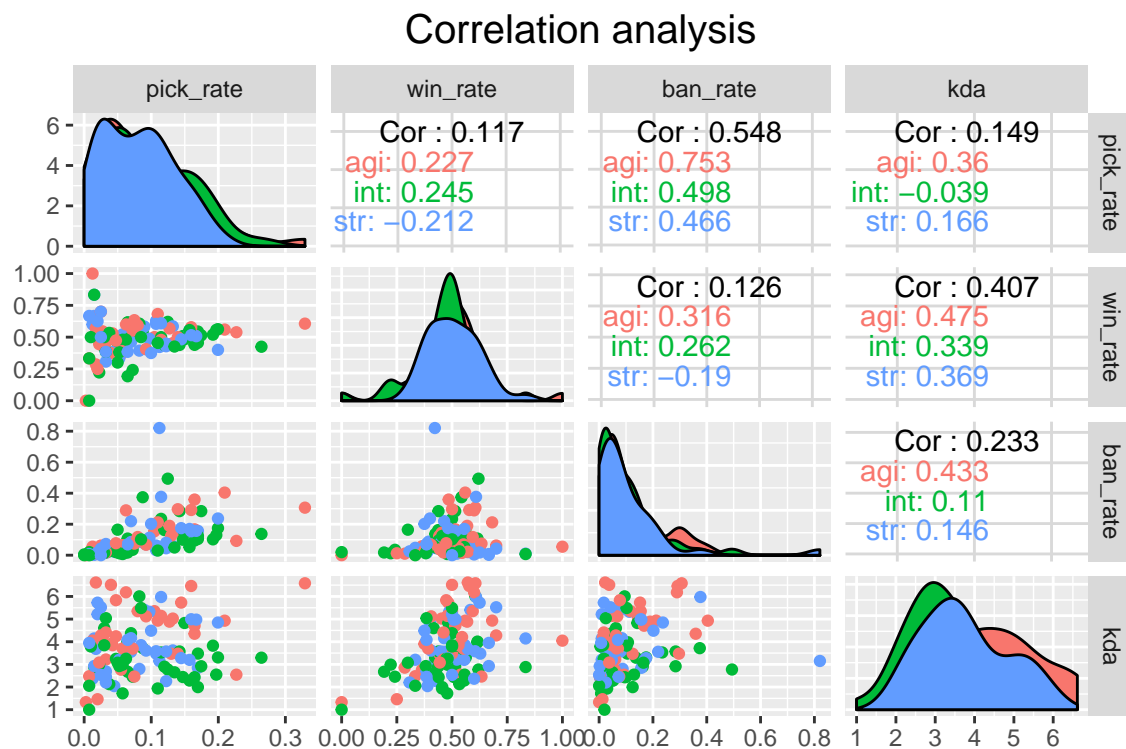 Correlation analysis
pick_rate
win_rate
ban_rate
kda
6
4
2
0
Cor : 0.117
agi: 0.227
int: 0.245
str: −0.212
Cor : 0.548
agi: 0.753
int: 0.498
str: 0.466
Cor : 0.149
agi: 0.36
int: −0.039
str: 0.166
pick_rate
1.00
0.75
0.50
0.25
0.00
Cor : 0.126
agi: 0.316
int: 0.262
str: −0.19
Cor : 0.407
agi: 0.475
int: 0.339
str: 0.369
win_rate
0.8
0.6
0.4
0.2
0.0
Cor : 0.233
agi: 0.433
int: 0.11
str: 0.146
ban_rate
6
5
4
3
2
1
kda
0.0 0.1 0.2 0.3
0.00 0.25 0.50 0.75 1.00
0.0 0.2 0.4 0.6 0.8
1 2 3 4 5 6